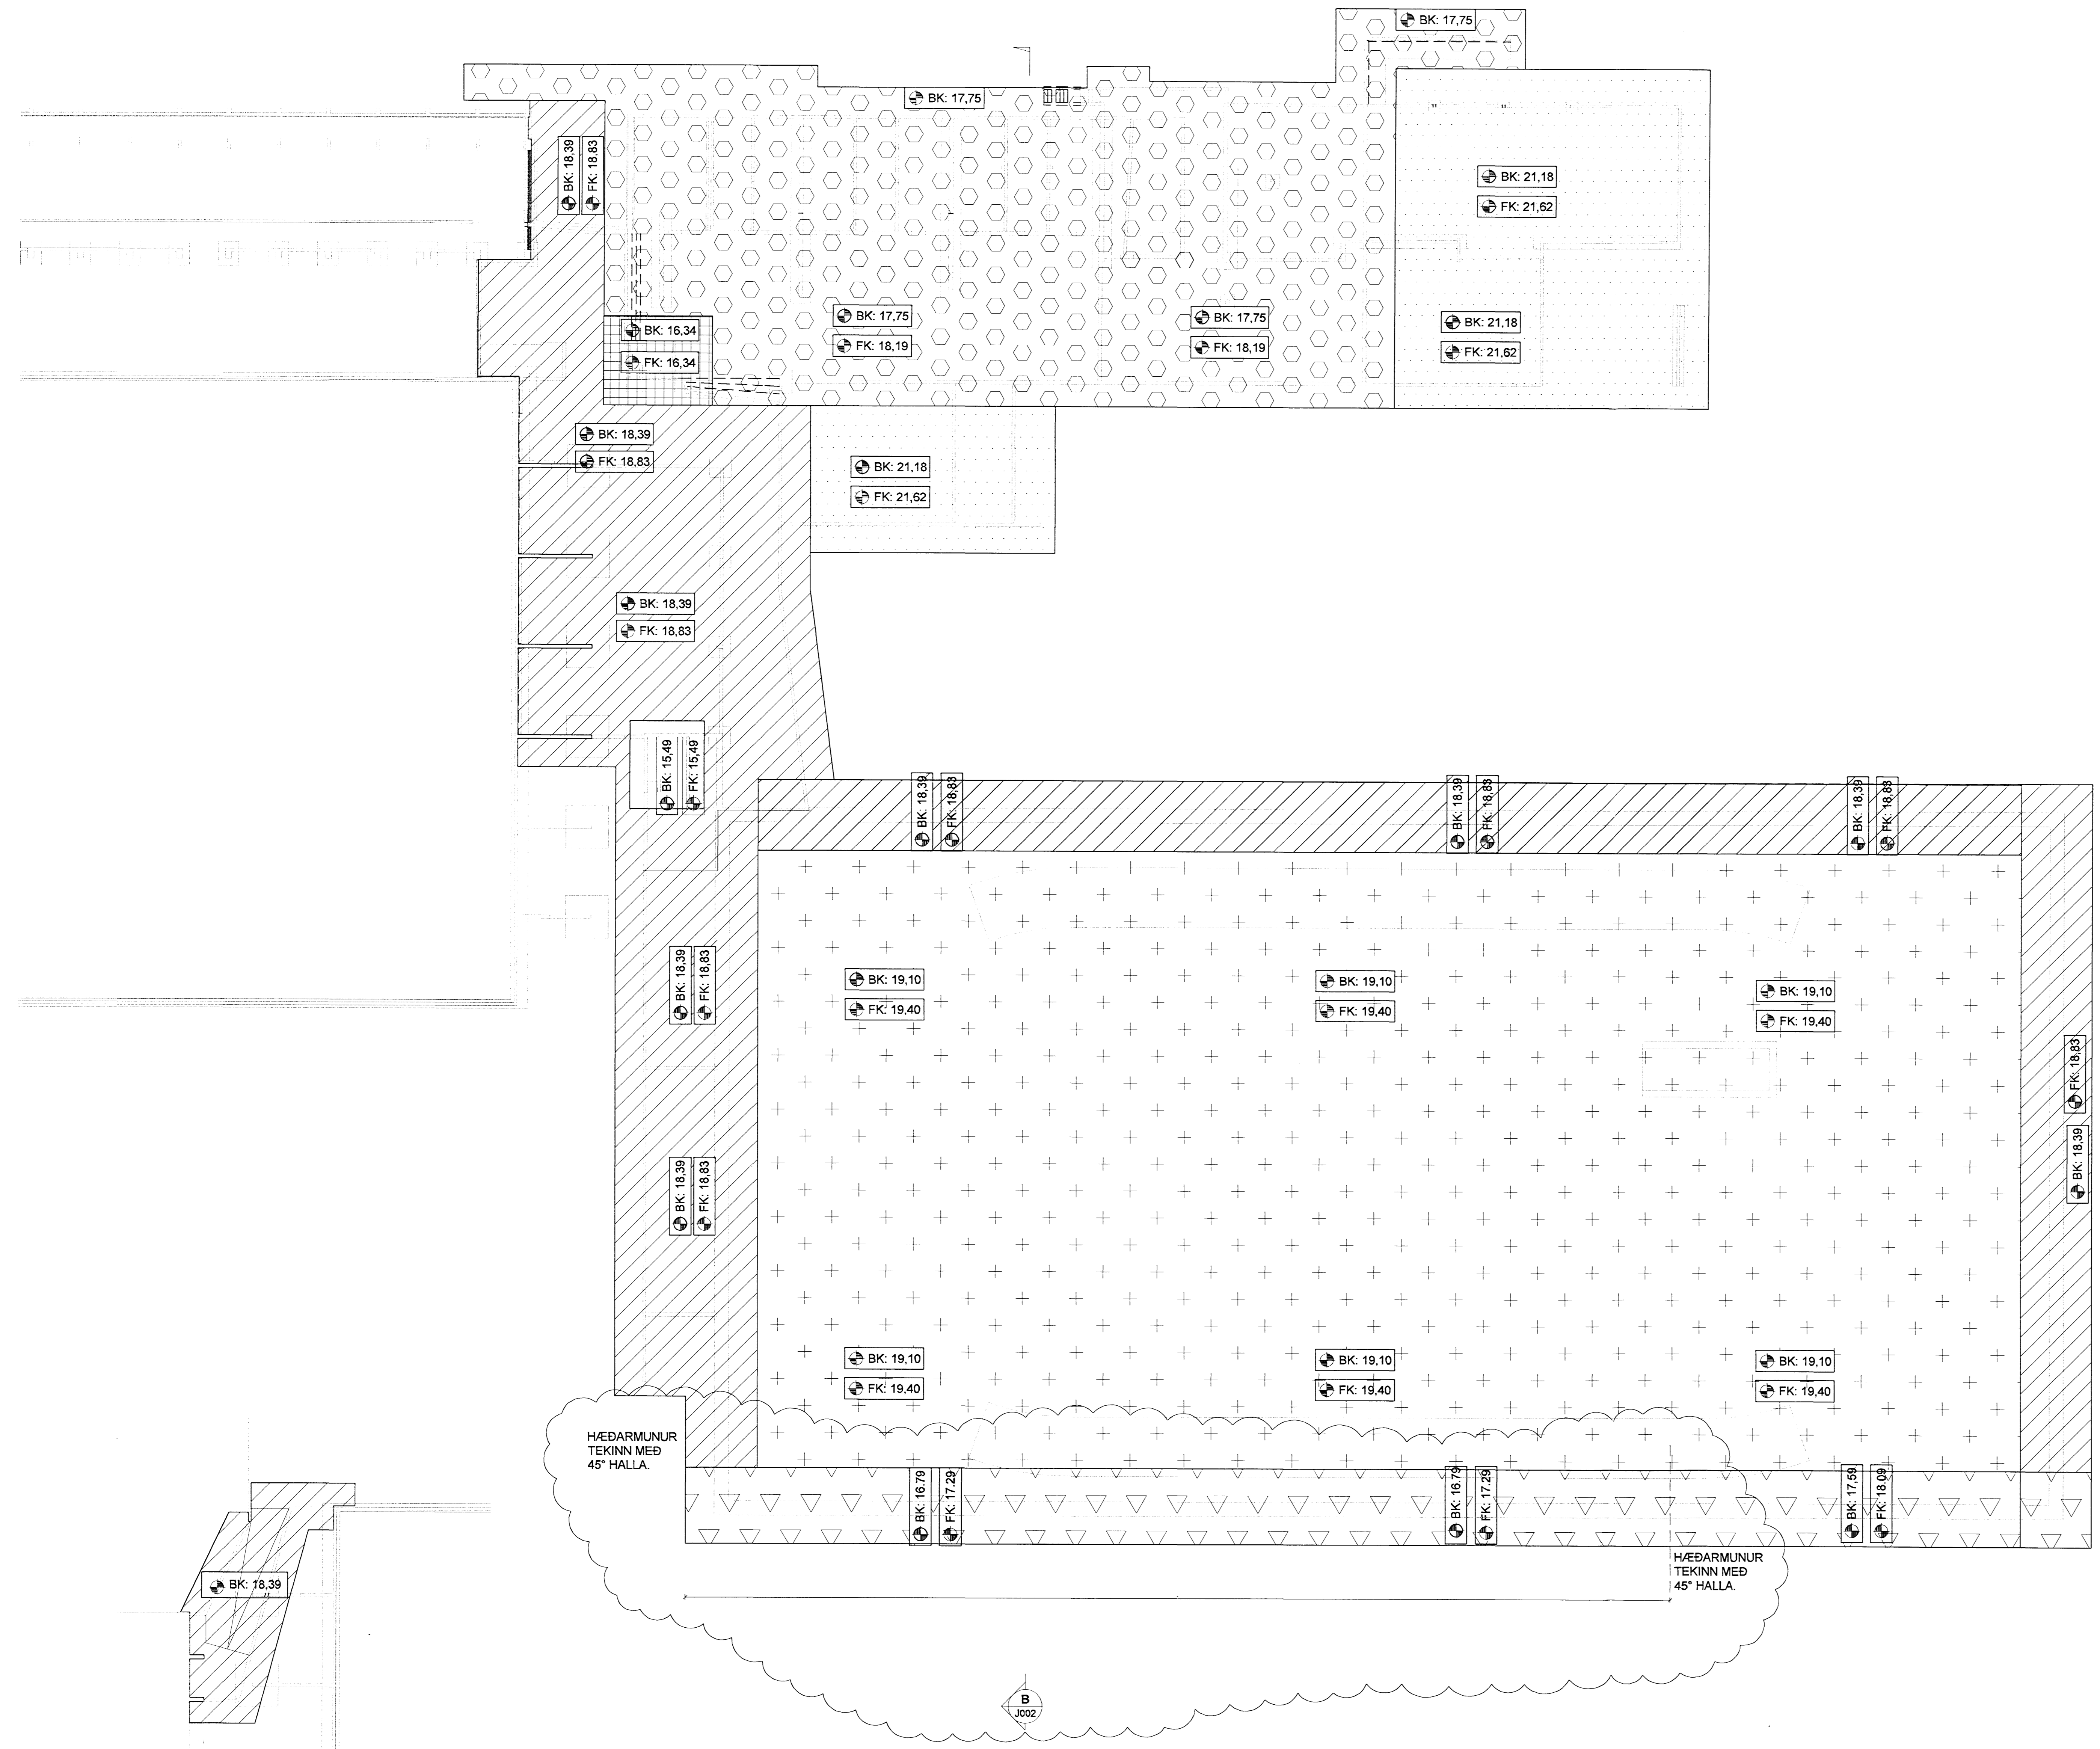 BK: 17,75
BK: 17,75
BK: 18,39
FK: 18,83
BK: 21,18
FK: 21,62
BK: 16,34
FK: 16,34
BK: 17,75
FK: 18,19
BK: 17,75
FK: 18,19
BK: 21,18
FK: 21,62
BK: 18,39
FK: 18,83
BK: 21,18
FK: 21,62
BK: 18,39
FK: 18,83
BK: 15,49
FK: 15,49
BK: 18,39
FK: 18,83
BK: 18,39
FK: 18,83
BK: 18,39
FK: 18,83
BK: 18,39
FK: 18,83
BK: 19,10
FK: 19,40
BK: 19,10
FK: 19,40
BK: 19,10
FK: 19,40
FK: 18,83
BK: 18,39
BK: 18,39
FK: 18,83
BK: 19,10
FK: 19,40
BK: 19,10
FK: 19,40
BK: 19,10
FK: 19,40
HÆÐARMUNUR
TEKINN MEÐ
45° HALLA.
BK: 16.79
FK: 17.29
BK: 16.79
FK: 17.29
BK: 17,59
FK: 18.09
HÆÐARMUNUR
TEKINN MEÐ
45° HALLA.
BK: 18,39
B
J002